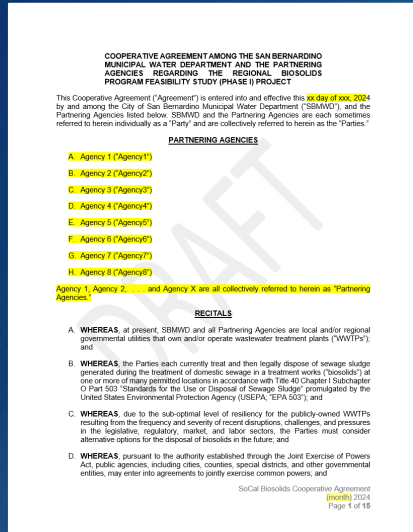 COOPERATIVE AGREEMENT AMONG THE SAN BERNARDINO
MUNICIPAL WATER DEPARTMENT AND THE PARTNERING
AGENCIES REGARDING THE REGIONAL BIOSOLIDS
PROGRAM FEASIBILITY STUDY (PHASE I) PROJECT
This Cooperative Agreement ("Agreement") is entered into and effective this xx day of xxx, 2024
by and among the City of San Bernardino Municipal Water Department ("SBMWD"), and the
Partnering Agencies listed below. SBMWD and the Partnering Agencies are each sometimes
referred to herein individually as a "Party" and are collectively referred to herein as the "Parties."
PARTNERING AGENCIES
A. Agency 1 ("Agency1")
B. Agency 2 ("Agency2")
C. Agency 3 ("Agency3")
D. Agency 4 ("Agency4")
E. Agency 5 ("Agency5")
F. Agency 6 ("Agency6")
G. Agency 7 ("Agency7")
H. Agency 8 ("Agency8")
Agency 1, Agency 2, . . . . and Agency X are all collectively referred to herein as "Partnering
Agencies."
DRAFT
RECITALS
A. WHEREAS, at present, SBMWD and all Partnering Agencies are local and/or regional
governmental utilities that own and/or operate wastewater treatment plants ("WWTPs");
and
B. WHEREAS, the Parties each currently treat and then legally dispose of sewage sludge
generated during the treatment of domestic sewage in a treatment works ("biosolids") at
one or more of many permitted locations in accordance with Title 40 Chapter I Subchapter
O Part 503 "Standards for the Use or Disposal of Sewage Sludge" promulgated by the
United States Environmental Protection Agency (USEPA; "EPA 503"); and
C. WHEREAS, due to the sub-optimal level of resiliency for the publicly-owned WWTPs
resulting from the frequency and severity of recent disruptions, challenges, and pressures
in the legislative, regulatory, market, and labor sectors, the Parties must consider
alternative options for the disposal of biosolids in the future; and
D. WHEREAS, pursuant to the authority established through the Joint Exercise of Powers
Act, public agencies, including cities, counties, special districts, and other governmental
entities, may enter into agreements to jointly exercise common powers; and
SoCal Biosolids Cooperative Agreement
(month) 2024
Page 1 of 15